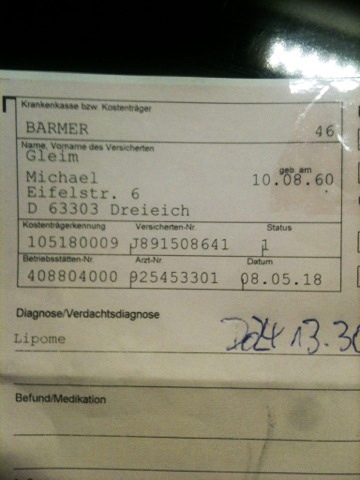 Krankenkasse bzw. Kostenträger
BARMER 46
Name, Vorname des Versicherten
Gleim
geb. am
Michael 10.08.60
Eifelstr. 6
D 63303 Dreieich
Kostenträgerkennung Versicherten-Nr. Status
105180009 J891508641 1
Betriebsstätten-Nr. Arzt-Nr. Datum
408804000 925453301 08.05.18
Diagnose/Verdachtsdiagnose
Lipome
13.30
Befund/Medikation